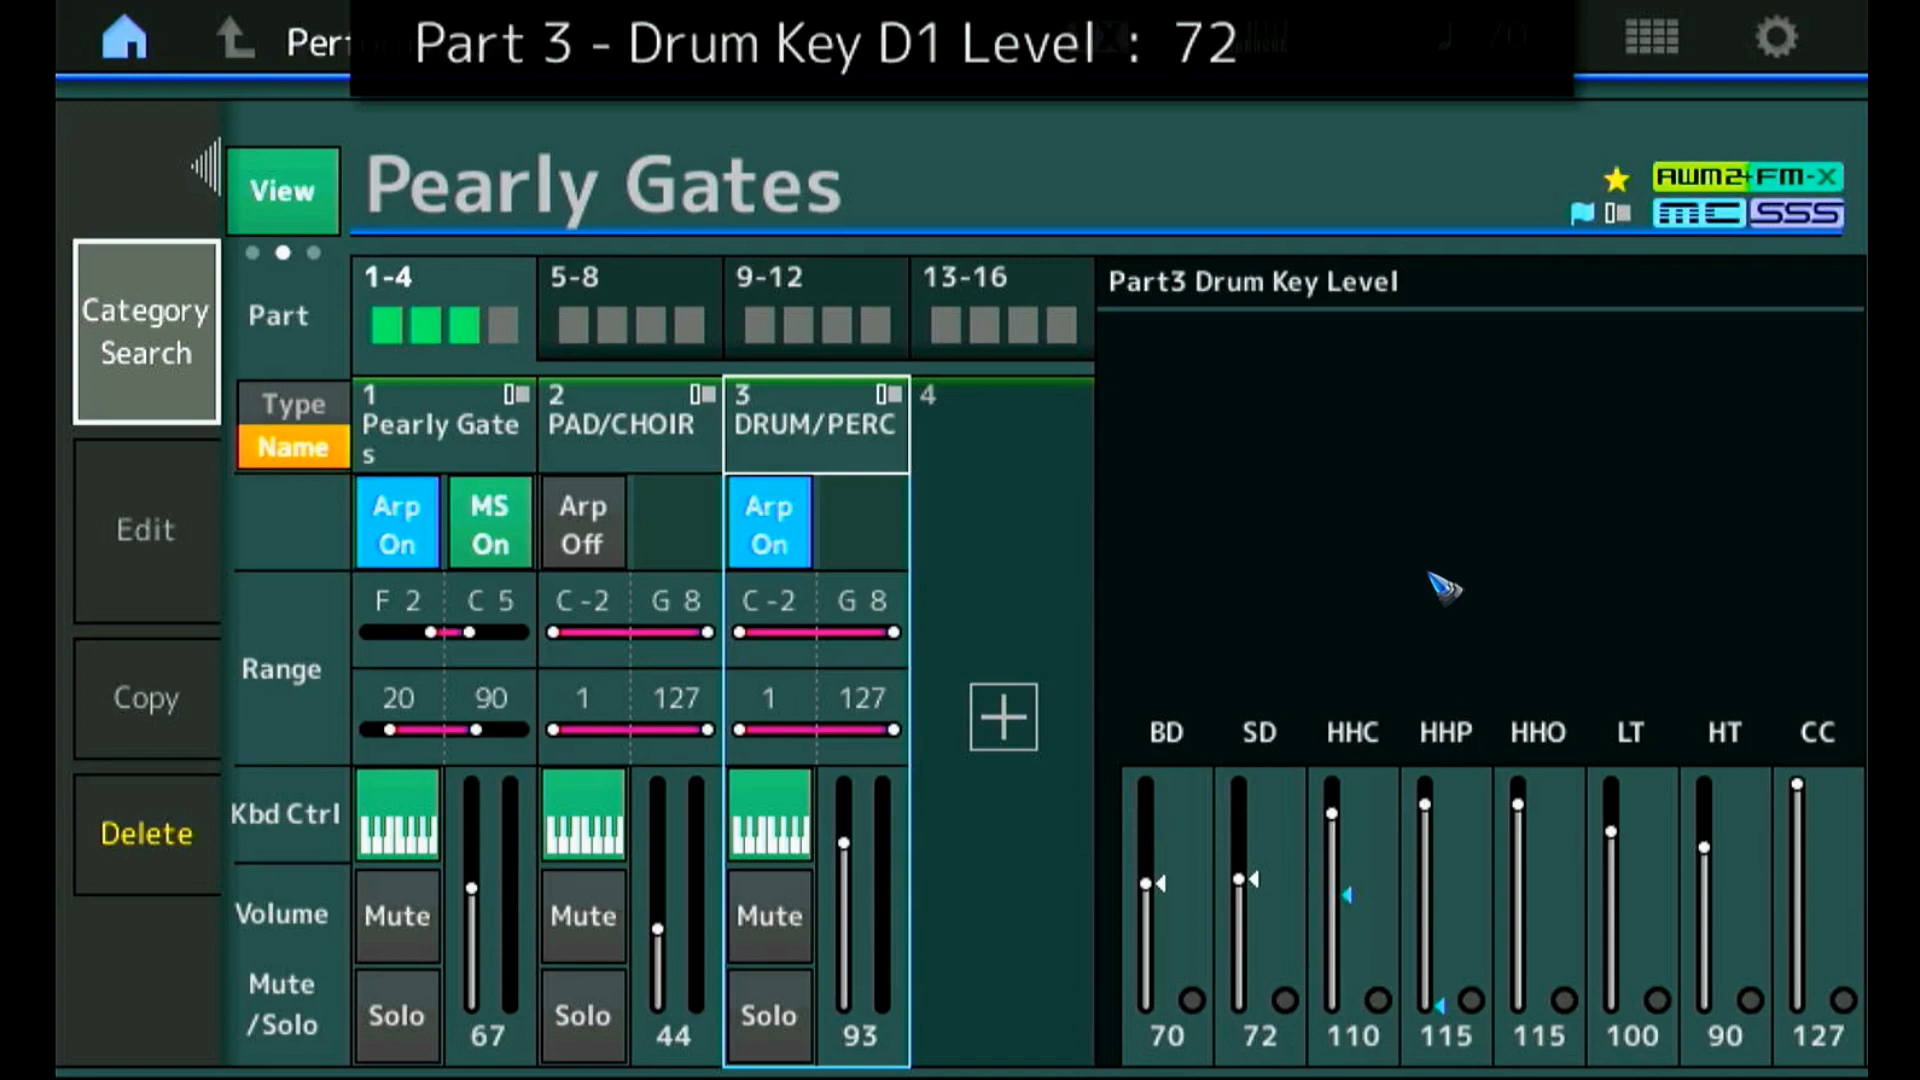 Part 3 - Drum Key D1 Level : 72
Per
View
Pearly Gates
AWM2+FM-X
MC SSS
Category
Search
Edit
Copy
Delete
Part
1-4
5-8
9-12
13-16
Type
Name
1
Pearly Gate
s
2
PAD/CHOIR
3
DRUM/PERC
4
Arp
On
MS
On
Arp
Off
Arp
On
Range
F 2
C 5
C -2
G 8
C -2
G 8
20
90
1
127
1
127
Kbd Ctrl
Volume
Mute
/Solo
Mute
Solo
67
Mute
Solo
44
Mute
Solo
93
Part3 Drum Key Level
BD
SD
HHC
HHP
HHO
LT
HT
CC
70
72
110
115
115
100
90
127